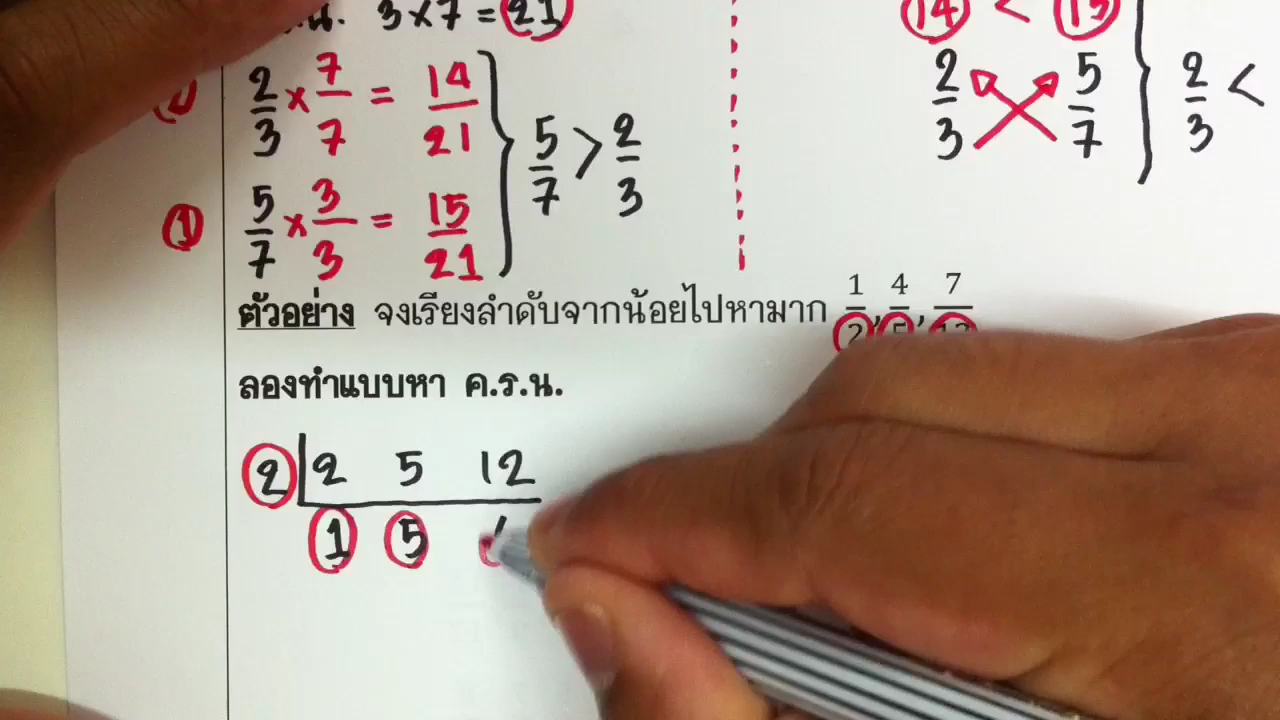 น. 3 × 7 = 21
2/3 × 7/7 = 14/21
① 5/7 × 3/3 = 15/21
5/7 > 2/3
14 <
2/3 5/7
2/3 <
ตัวอย่าง จงเรียงลำดับจากน้อยไปหามาก 1/2, 4/5, 7/12
ลองทำแบบหา ค.ร.น.
2 2 5 12
1 5